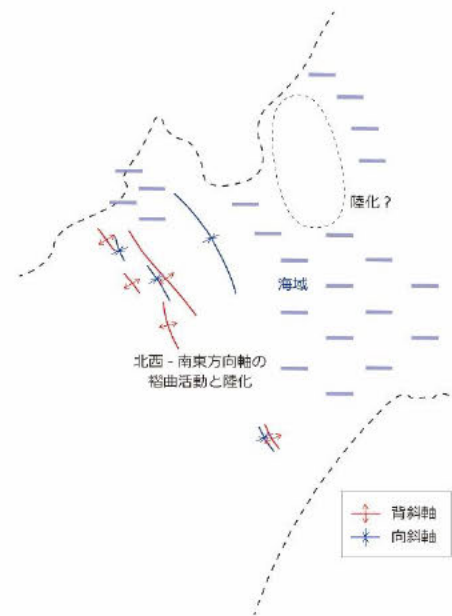 陸化？
海域
北西 - 南東方向軸の
褶曲活動と陸化
背斜軸
向斜軸